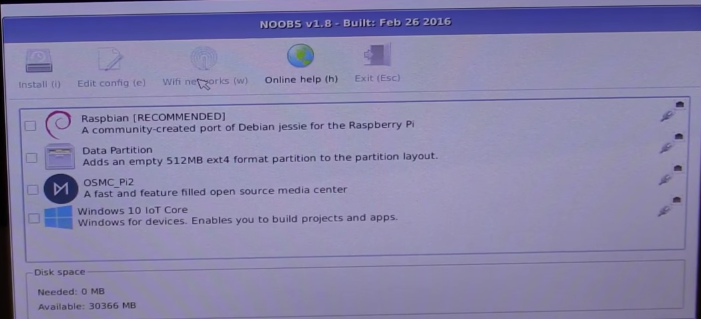 NOOBS v1.8 - Built: Feb 26 2016
Install (i) Edit config (e) Wifi networks (w) Online help (h) Exit (Esc)
Raspbian [RECOMMENDED]
A community-created port of Debian jessie for the Raspberry Pi
Data Partition
Adds an empty 512MB ext4 format partition to the partition layout.
OSMC_Pi2
A fast and feature filled open source media center
Windows 10 IoT Core
Windows for devices. Enables you to build projects and apps.
Disk space
Needed: 0 MB
Available: 30366 MB